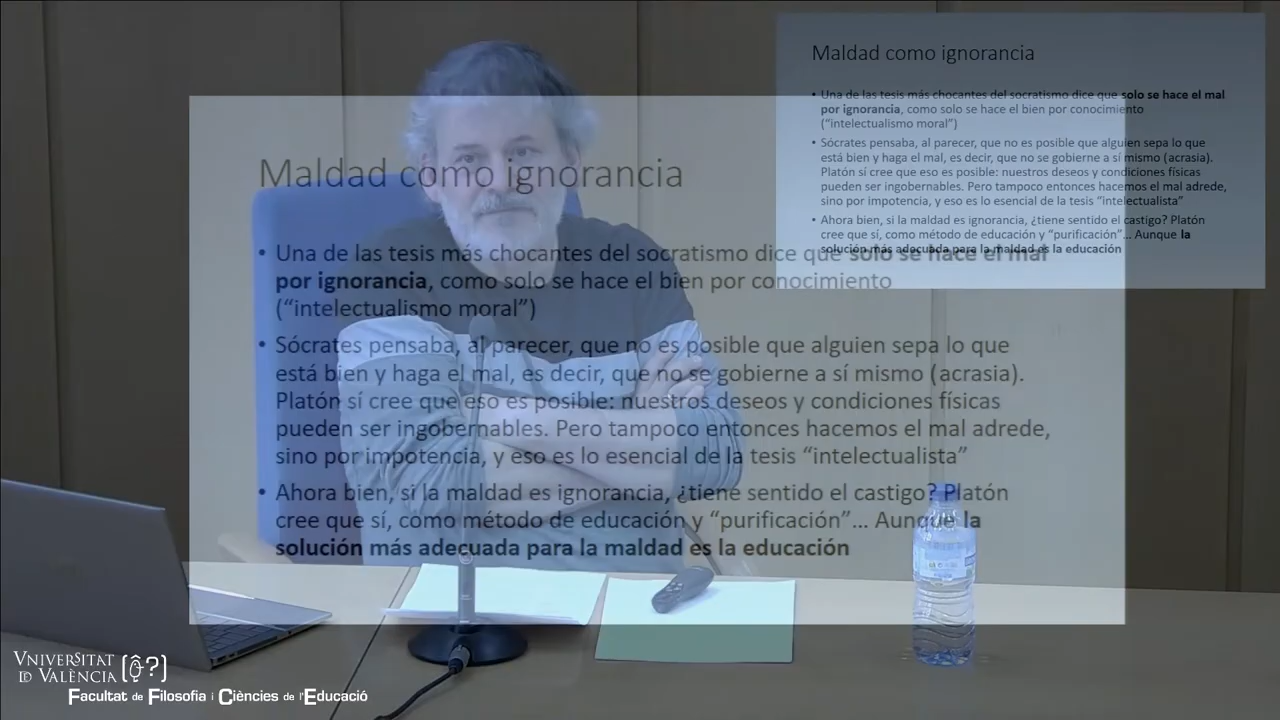 Maldad como ignorancia
• Una de las tesis más chocantes del socratismo dice que solo se hace el mal
por ignorancia, como solo se hace el bien por conocimiento
(“intelectualismo moral”)
• Sócrates pensaba, al parecer, que no es posible que alguien sepa lo que
está bien y haga el mal, es decir, que no se gobierne a sí mismo (acrasia).
Platón sí cree que eso es posible: nuestros deseos y condiciones físicas
pueden ser ingobernables. Pero tampoco entonces hacemos el mal adrede,
sino por impotencia, y eso es lo esencial de la tesis “intelectualista”
• Ahora bien, si la maldad es ignorancia, ¿tiene sentido el castigo? Platón
cree que sí, como método de educación y “purificación”… Aunque la
solución más adecuada para la maldad es la educación
Maldad como ignorancia
• Una de las tesis más chocantes del socratismo dice que solo se hace el mal
por ignorancia, como solo se hace el bien por conocimiento
(“intelectualismo moral”)
• Sócrates pensaba, al parecer, que no es posible que alguien sepa lo que
está bien y haga el mal, es decir, que no se gobierne a sí mismo (acrasia).
Platón sí cree que eso es posible: nuestros deseos y condiciones físicas
pueden ser ingobernables. Pero tampoco entonces hacemos el mal adrede,
sino por impotencia, y eso es lo esencial de la tesis “intelectualista”
• Ahora bien, si la maldad es ignorancia, ¿tiene sentido el castigo? Platón
cree que sí, como método de educación y “purificación”… Aunque la
solución más adecuada para la maldad es la educación
VNIVERSITAT
D VALÈNCIA
Facultat de Filosofia i Ciències de l'Educació